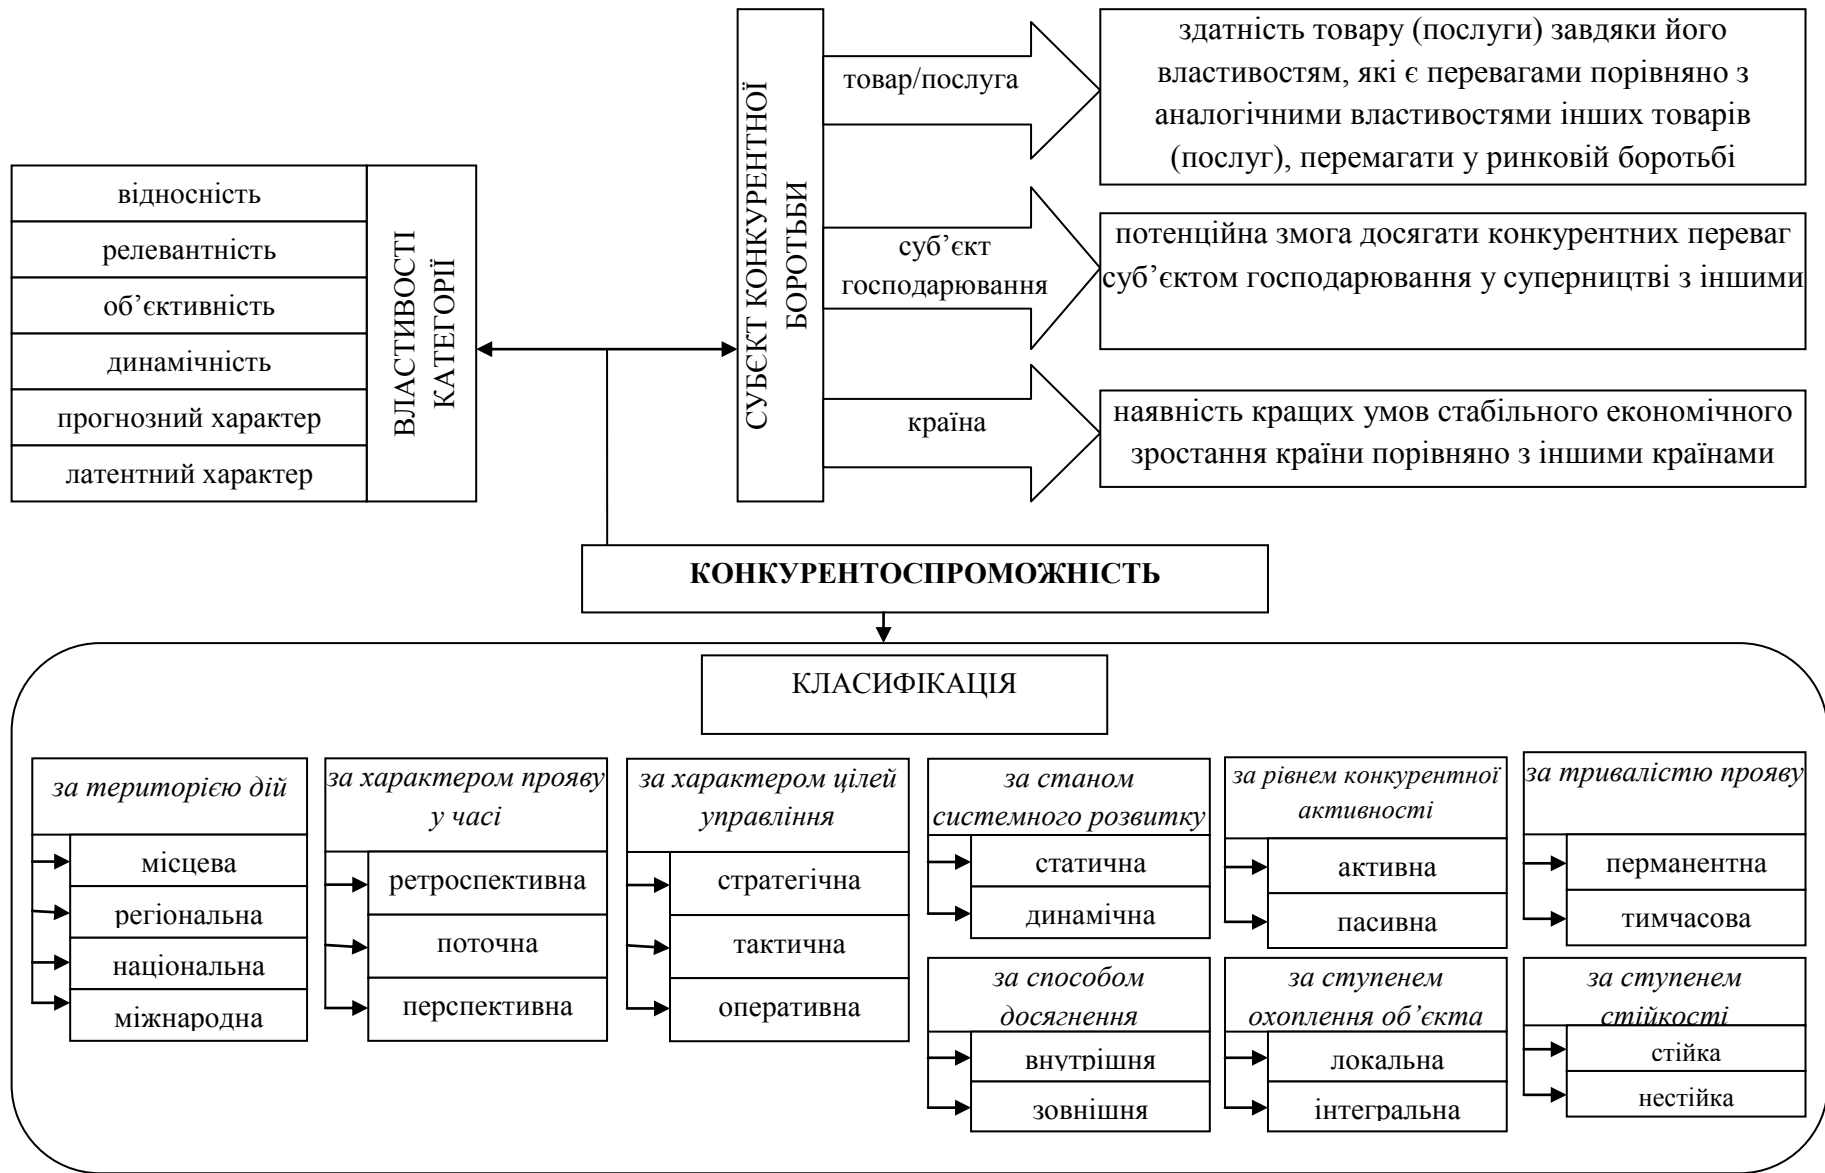 відносність
релевантність
об’єктивність
динамічність
прогнозний характер
латентний характер
ВЛАСТИВОСТІ
КАТЕГОРІЇ
СУБЄКТ КОНКУРЕНТНОЇ
БОРОТЬБИ
товар/послуга
здатність товару (послуги) завдяки його
властивостям, які є перевагами порівняно з
аналогічними властивостями інших товарів
(послуг), перемагати у ринковій боротьбі
суб’єкт
господарювання
потенційна змога досягати конкурентних переваг
суб’єктом господарювання у суперництві з іншими
країна
наявність кращих умов стабільного економічного
зростання країни порівняно з іншими країнами
КОНКУРЕНТОСПРОМОЖНІСТЬ
КЛАСИФІКАЦІЯ
за територією дій
місцева
регіональна
національна
міжнародна
за характером прояву
у часі
ретроспективна
поточна
перспективна
за характером цілей
управління
стратегічна
тактична
оперативна
за станом
системного розвитку
статична
динамічна
за рівнем конкурентної
активності
активна
пасивна
за тривалістю прояву
перманентна
тимчасова
за способом
досягнення
внутрішня
зовнішня
за ступенем
охоплення об’єкта
локальна
інтегральна
за ступенем
стійкості
стійка
нестійка